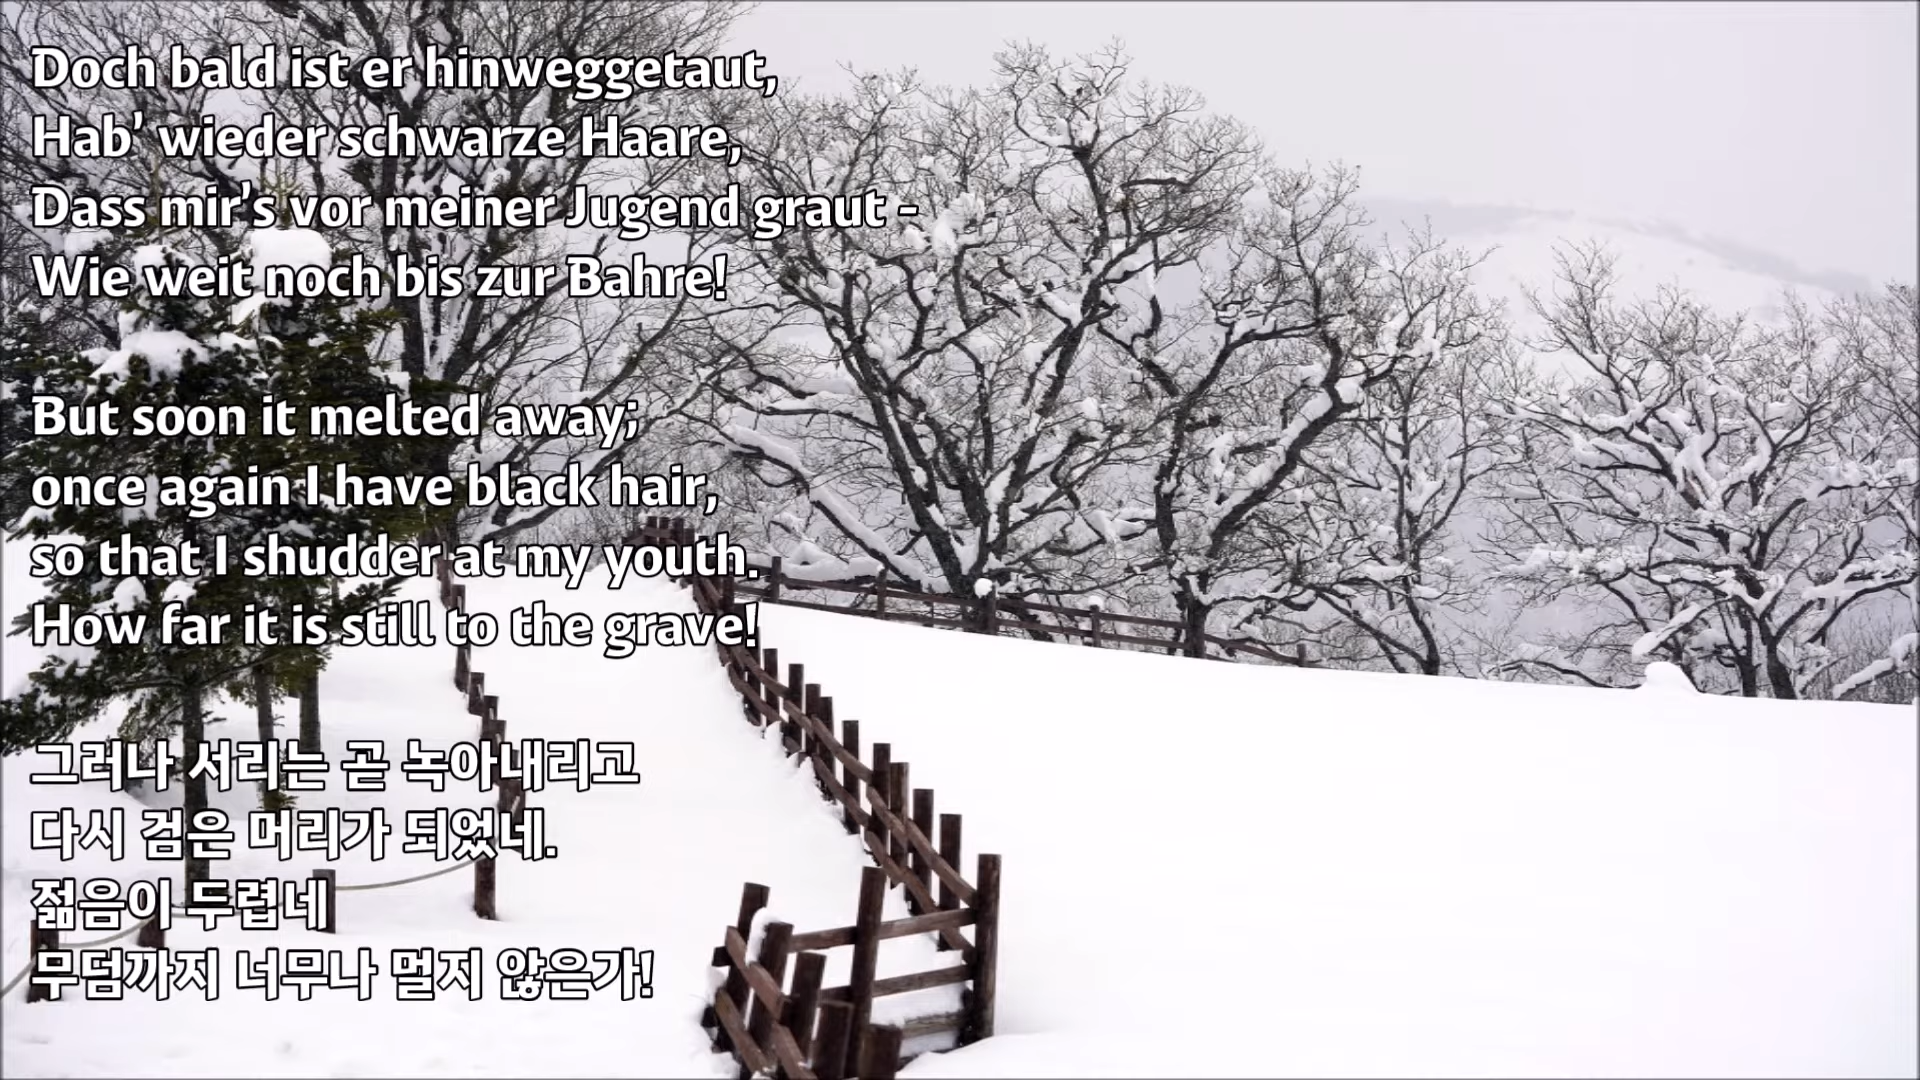 Doch bald ist er hinweggetaut,
Hab' wieder schwarze Haare,
Dass mir's vor meiner Jugend graut -
Wie weit noch bis zur Bahre!
But soon it melted away;
once again I have black hair,
so that I shudder at my youth.
How far it is still to the grave!
그러나 서리는 곧 녹아내리고
다시 검은 머리가 되었네.
젊음이 두렵네
무덤까지 너무나 멀지 않은가!